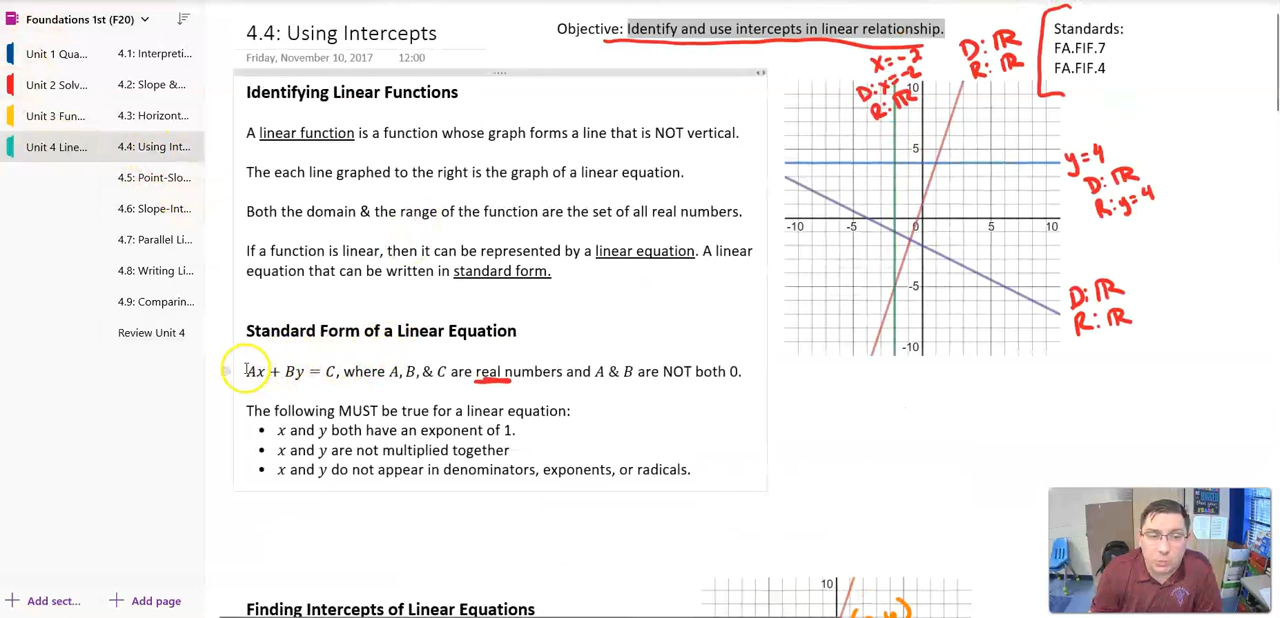 Foundations 1st (F20)
Unit 1 Qua...
Unit 2 Solv...
Unit 3 Fun...
Unit 4 Line...
4.1: Interpreti...
4.2: Slope &...
4.3: Horizont...
4.4: Using Int...
4.5: Point-Slo...
4.6: Slope-Int...
4.7: Parallel Li...
4.8: Writing Li...
4.9: Comparin...
Review Unit 4
+ Add sect...
+ Add page
4.4: Using Intercepts
Friday, November 10, 2017 12:00
Objective: Identify and use intercepts in linear relationship.
Standards:
FA.FIF.7
FA.FIF.4
Identifying Linear Functions
A linear function is a function whose graph forms a line that is NOT vertical.
The each line graphed to the right is the graph of a linear equation.
Both the domain & the range of the function are the set of all real numbers.
If a function is linear, then it can be represented by a linear equation. A linear
equation that can be written in standard form.
Standard Form of a Linear Equation
Ax + By = C, where A, B, & C are real numbers and A & B are NOT both 0.
The following MUST be true for a linear equation:
• x and y both have an exponent of 1.
• x and y are not multiplied together
• x and y do not appear in denominators, exponents, or radicals.
x = -2
D: x = -2
R: ℝ
D: ℝ
R: ℝ
y = 4
D: ℝ
R: y = 4
D: ℝ
R: ℝ
10
5
-10 -5 0 5 10
-5
-10
Finding Intercepts of Linear Equations
10